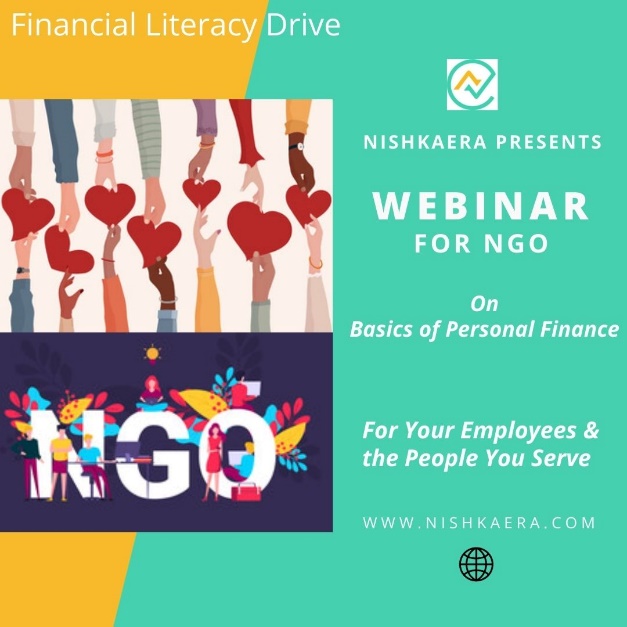 Financial Literacy Drive
NISHKAERA PRESENTS
WEBINAR
FOR NGO
On
Basics of Personal Finance
NGO
For Your Employees &
the People You Serve
WWW.NISHKAERA.COM